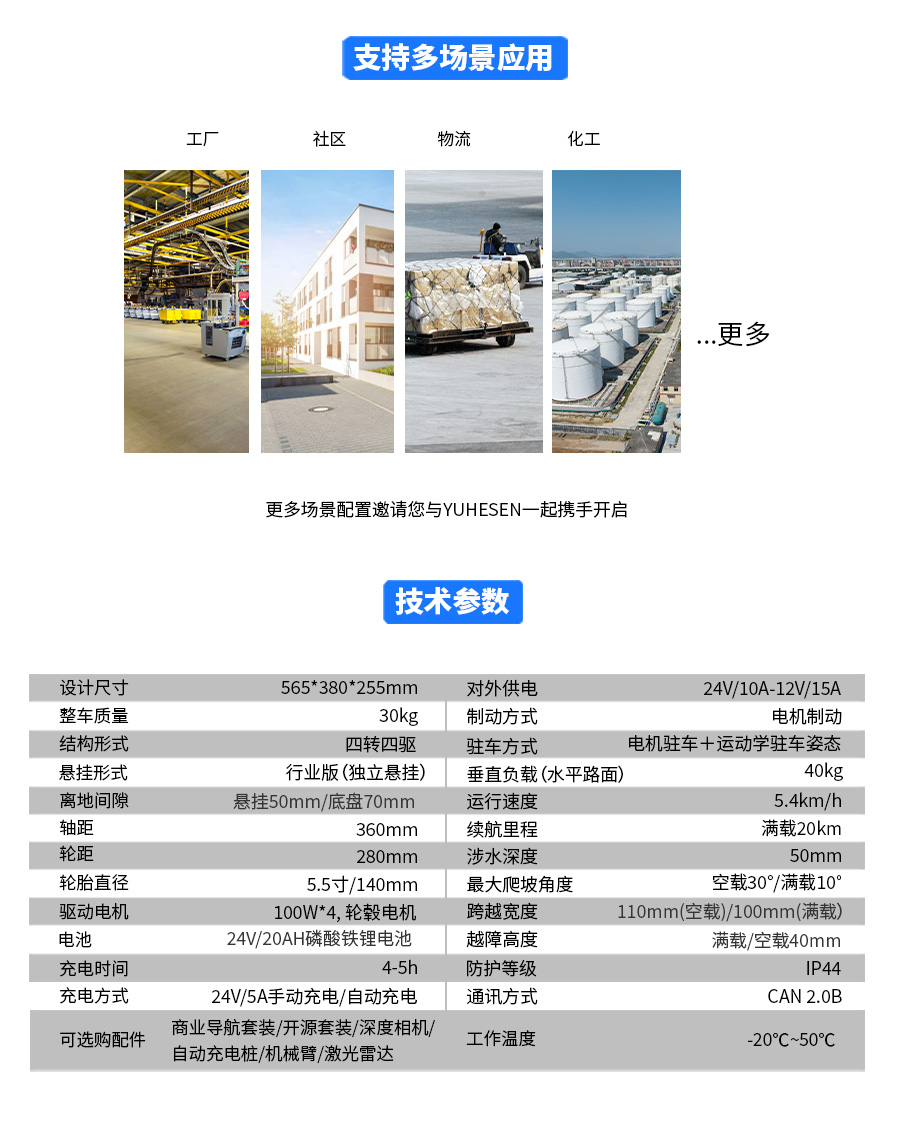 支持多场景应用
工厂 社区 物流 化工
...更多
更多场景配置邀请您与YUHESEN一起携手开启
技术参数
设计尺寸 565*380*255mm 对外供电 24V/10A-12V/15A
整车质量 30kg 制动方式 电机制动
结构形式 四转四驱 驻车方式 电机驻车＋运动学驻车姿态
悬挂形式 行业版（独立悬挂） 垂直负载（水平路面） 40kg
离地间隙 悬挂50mm/底盘70mm 运行速度 5.4km/h
轴距 360mm 续航里程 满载20km
轮距 280mm 涉水深度 50mm
轮胎直径 5.5寸/140mm 最大爬坡角度 空载30°/满载10°
驱动电机 100W*4, 轮毂电机 跨越宽度 110mm(空载)/100mm(满载）
电池 24V/20AH磷酸铁锂电池 越障高度 满载/空载40mm
充电时间 4-5h 防护等级 IP44
充电方式 24V/5A手动充电/自动充电 通讯方式 CAN 2.0B
可选购配件 商业导航套装/开源套装/深度相机/
自动充电桩/机械臂/激光雷达 工作温度 -20℃~50℃